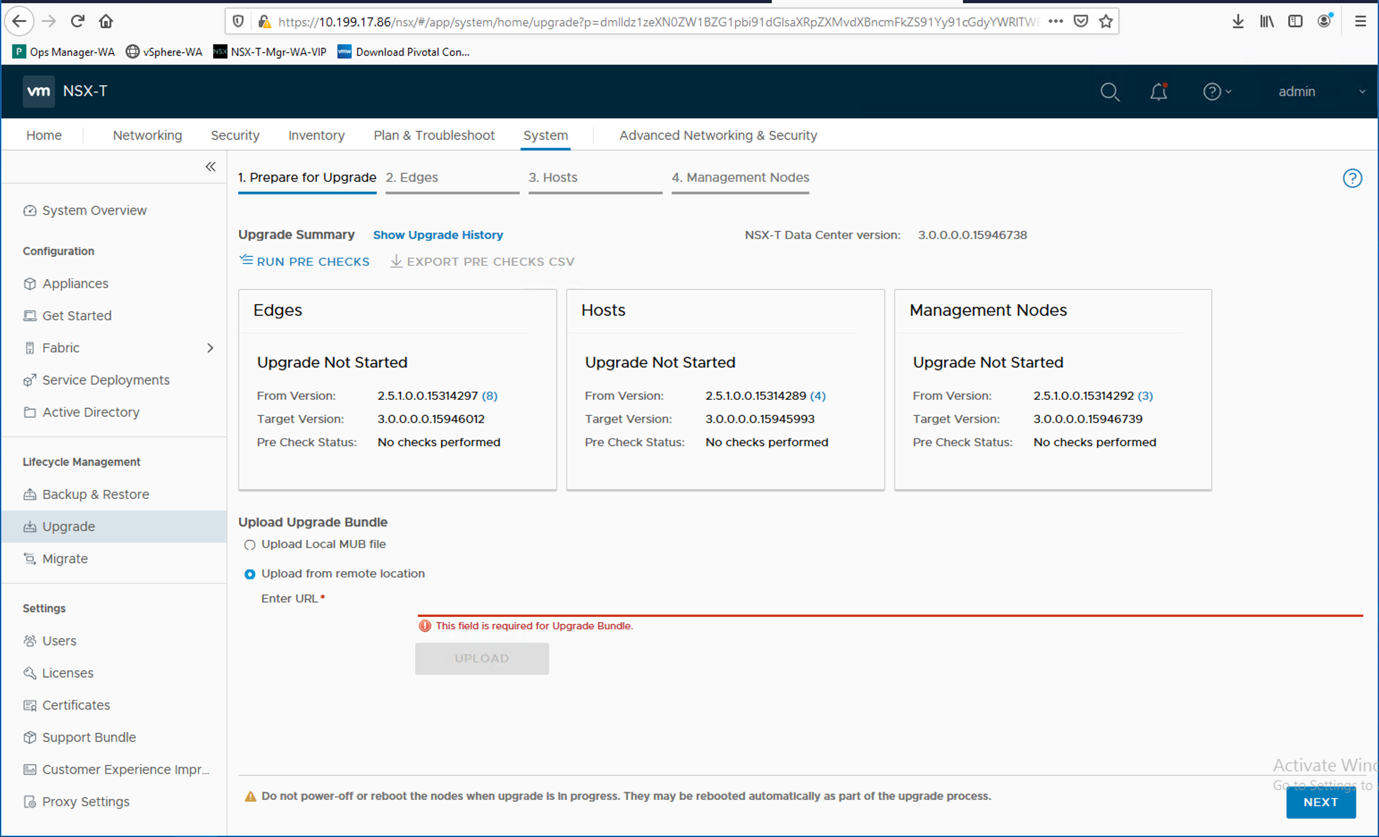 https://10.199.17.86/nsx/#/app/system/home/upgrade?p=dmlldz1zeXN0ZW1BZG1pbi91dGlsaXRpZXMvdXBncmFkZS91Yy91cGdyYWRlTW
P Ops Manager-WA vSphere-WA NSX NSX-T-Mgr-WA-VIP vmw Download Pivotal Con...
vm NSX-T admin
Home Networking Security Inventory Plan & Troubleshoot System Advanced Networking & Security
1. Prepare for Upgrade 2. Edges 3. Hosts 4. Management Nodes
System Overview
Configuration
Appliances
Get Started
Fabric
Service Deployments
Active Directory
Lifecycle Management
Backup & Restore
Upgrade
Migrate
Settings
Users
Licenses
Certificates
Support Bundle
Customer Experience Impr...
Proxy Settings
Upgrade Summary Show Upgrade History NSX-T Data Center version: 3.0.0.0.0.15946738
RUN PRE CHECKS EXPORT PRE CHECKS CSV
Edges
Upgrade Not Started
From Version: 2.5.1.0.0.15314297 (8)
Target Version: 3.0.0.0.0.15946012
Pre Check Status: No checks performed
Hosts
Upgrade Not Started
From Version: 2.5.1.0.0.15314289 (4)
Target Version: 3.0.0.0.0.15945993
Pre Check Status: No checks performed
Management Nodes
Upgrade Not Started
From Version: 2.5.1.0.0.15314292 (3)
Target Version: 3.0.0.0.0.15946739
Pre Check Status: No checks performed
Upload Upgrade Bundle
Upload Local MUB file
Upload from remote location
Enter URL*
This field is required for Upgrade Bundle.
UPLOAD
Do not power-off or reboot the nodes when upgrade is in progress. They may be rebooted automatically as part of the upgrade process.
Activate Win
Go to Settings to
NEXT